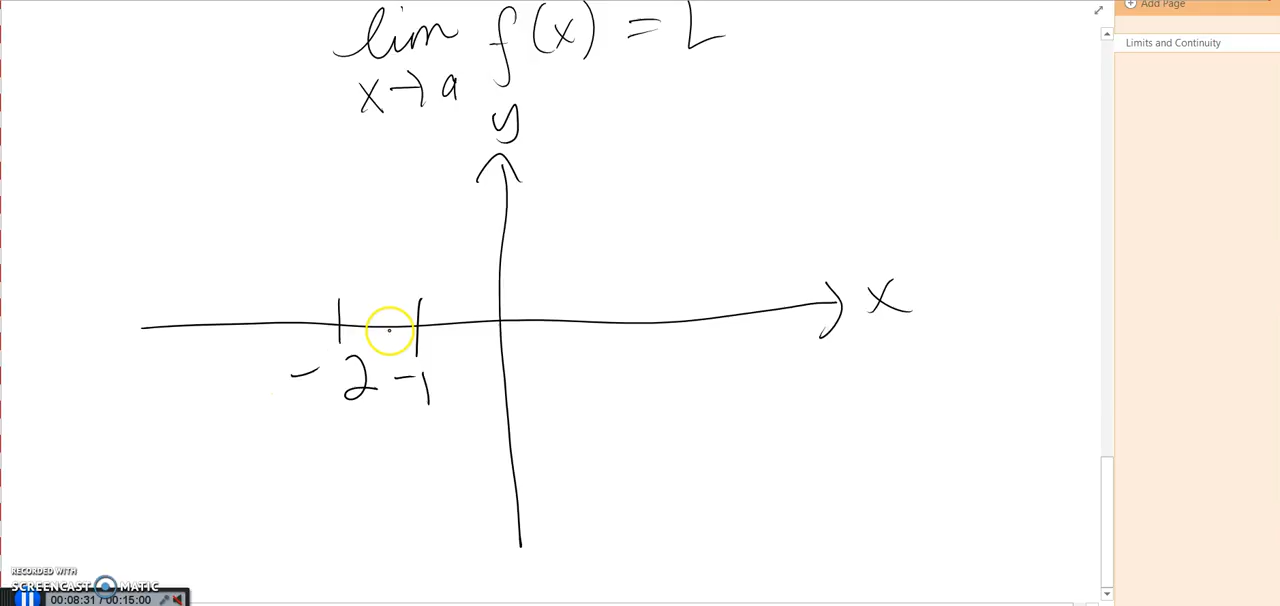 Add Page
Limits and Continuity
lim f(x) = L
x→a
y
x
-2 -1
RECORDED WITH
SCREENCAST MATIC
00:08:31 / 00:15:00